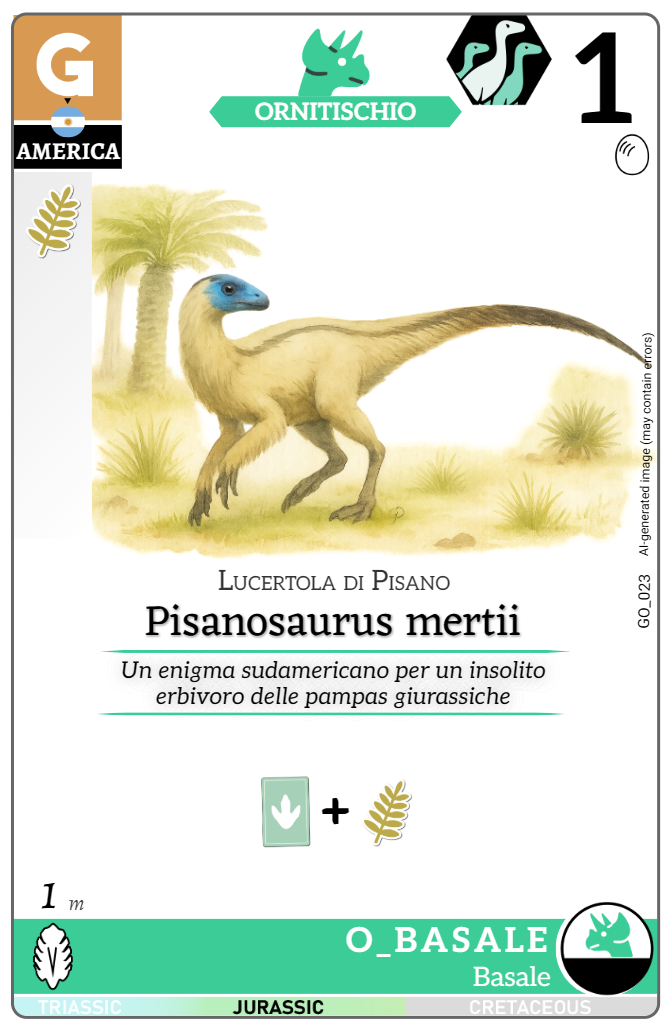 G
AMERICA
ORNITISCHIO
1
AI-generated image (may contain errors)
GO_023
Lucertola di Pisano
Pisanosaurus mertii
Un enigma sudamericano per un insolito
erbivoro delle pampas giurassiche
+
1 m
V
O_BASALE
Basale
TRIASSIC
JURASSIC
CRETACEOUS